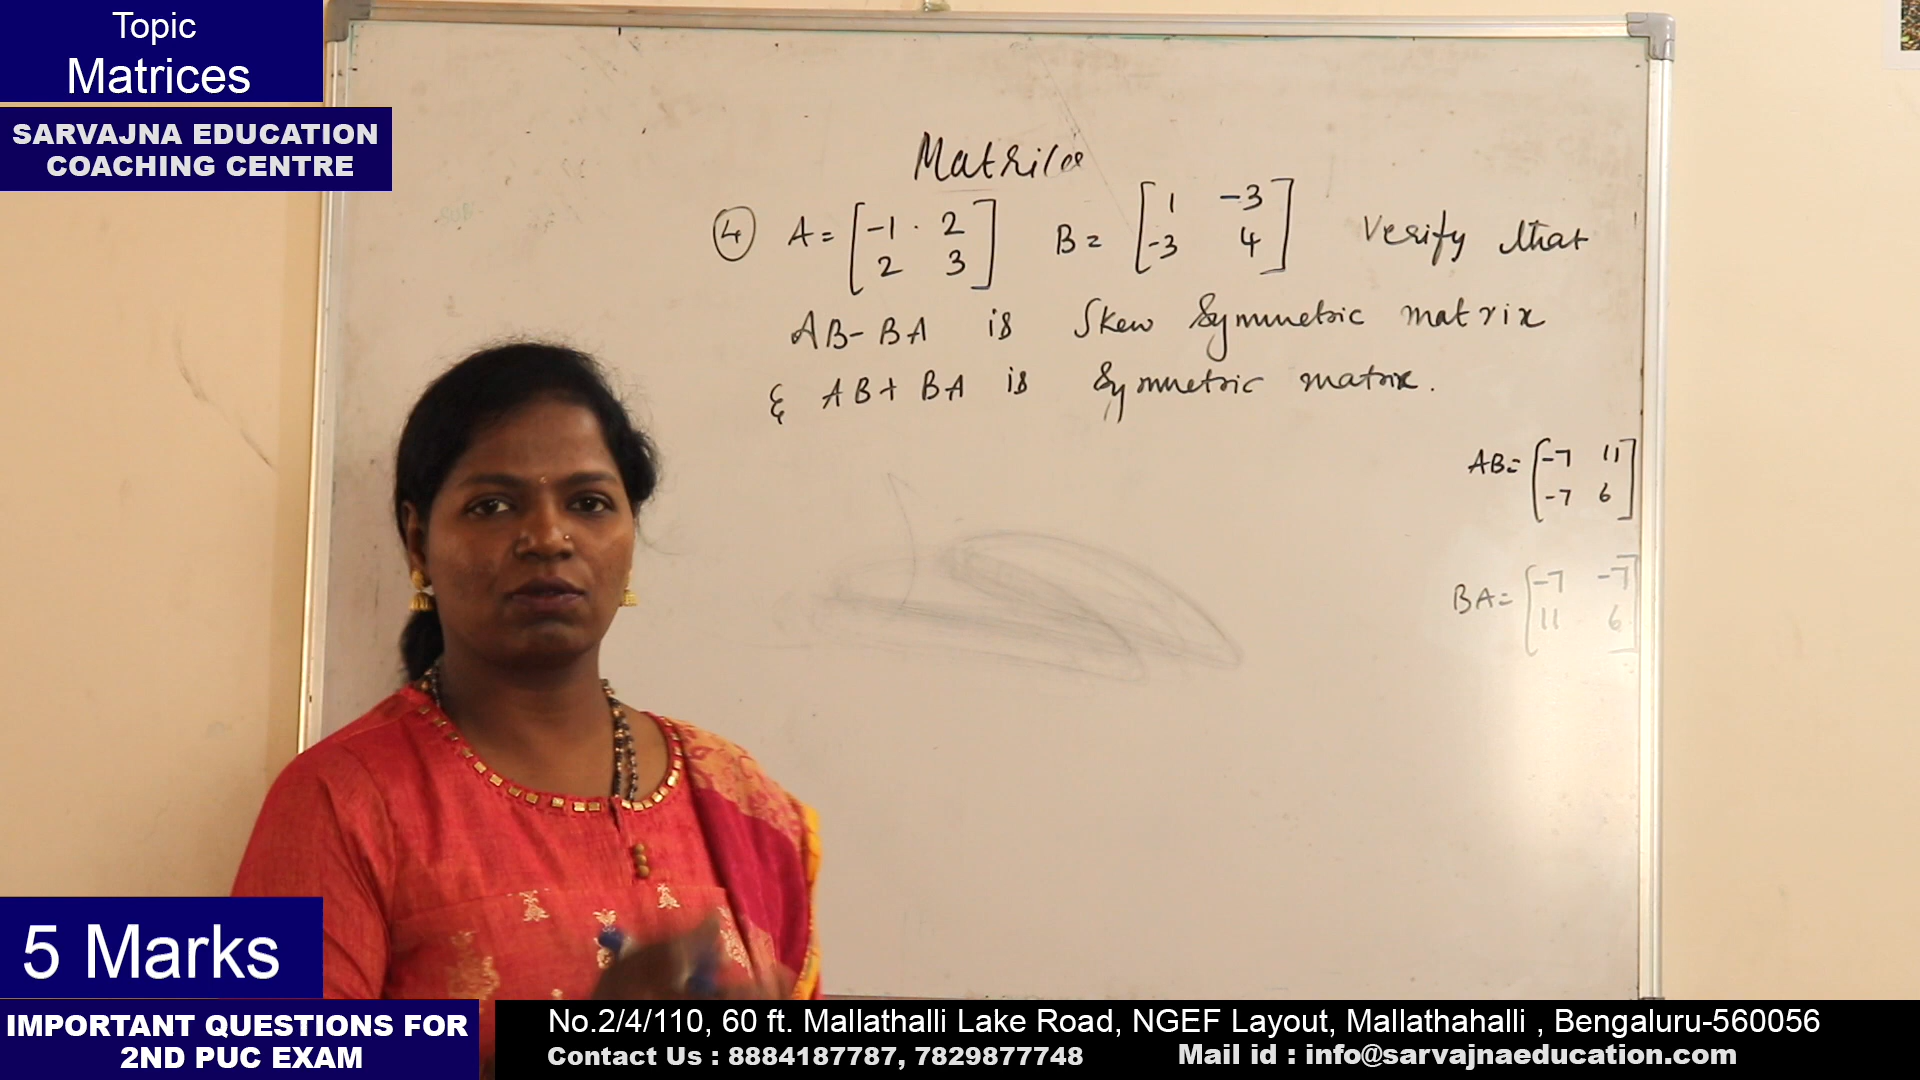 Topic
Matrices
SARVAJNA EDUCATION
COACHING CENTRE
Matrices
④ A = [-1 2
2 3] B = [1 -3
-3 4] Verify that
AB - BA is Skew Symmetric matrix
& AB + BA is Symmetric matrix.
AB = [-7 11
-7 6]
BA = [-7 -7
11 6]
5 Marks
IMPORTANT QUESTIONS FOR
2ND PUC EXAM
No.2/4/110, 60 ft. Mallathalli Lake Road, NGEF Layout, Mallathahalli , Bengaluru-560056
Contact Us : 8884187787, 7829877748 Mail id : info@sarvajnaeducation.com